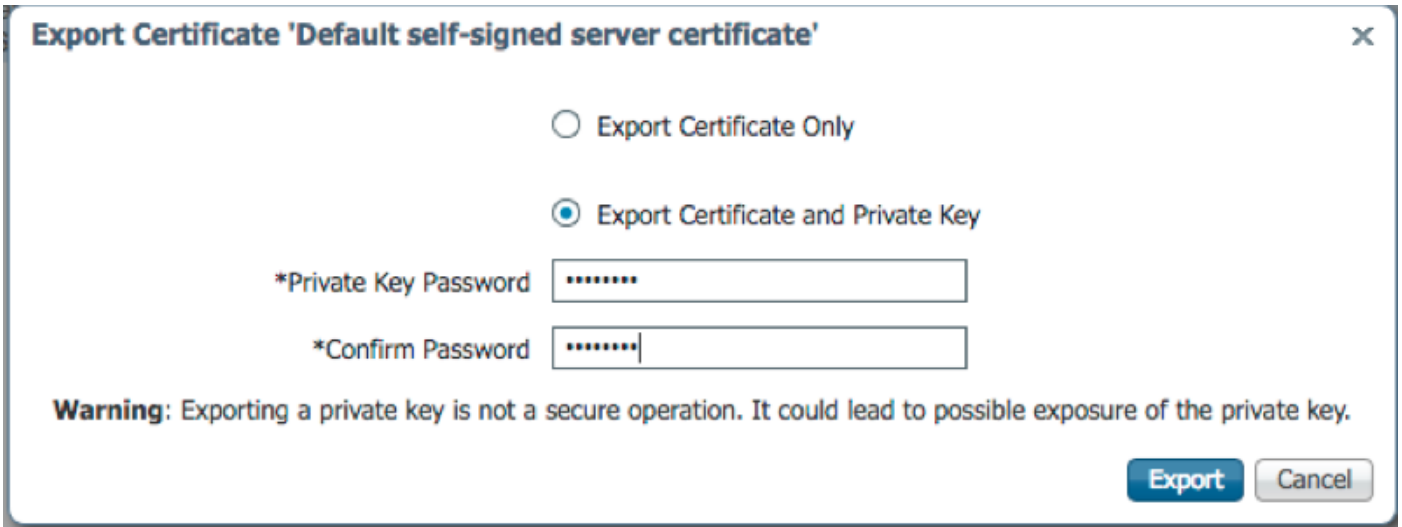 Export Certificate 'Default self-signed server certificate'
Export Certificate Only
Export Certificate and Private Key
*Private Key Password ••••••••
*Confirm Password ••••••••
Warning: Exporting a private key is not a secure operation. It could lead to possible exposure of the private key.
Export Cancel